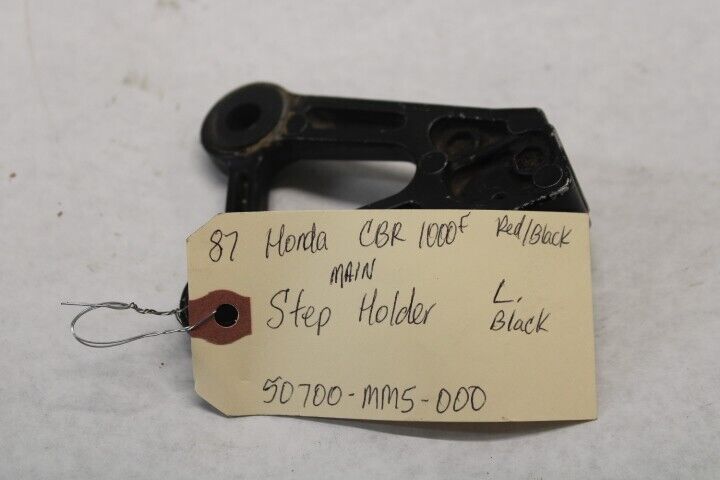 87 Honda CBR 1000F Red/Black
MAIN
Step Holder L.
Black
50700-MM5-000